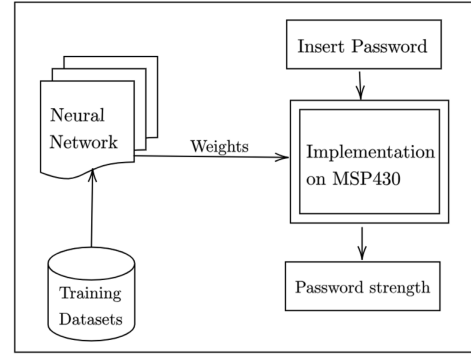 Insert Password
Neural
Network
Weights
Implementation
on MSP430
Training
Datasets
Password strength